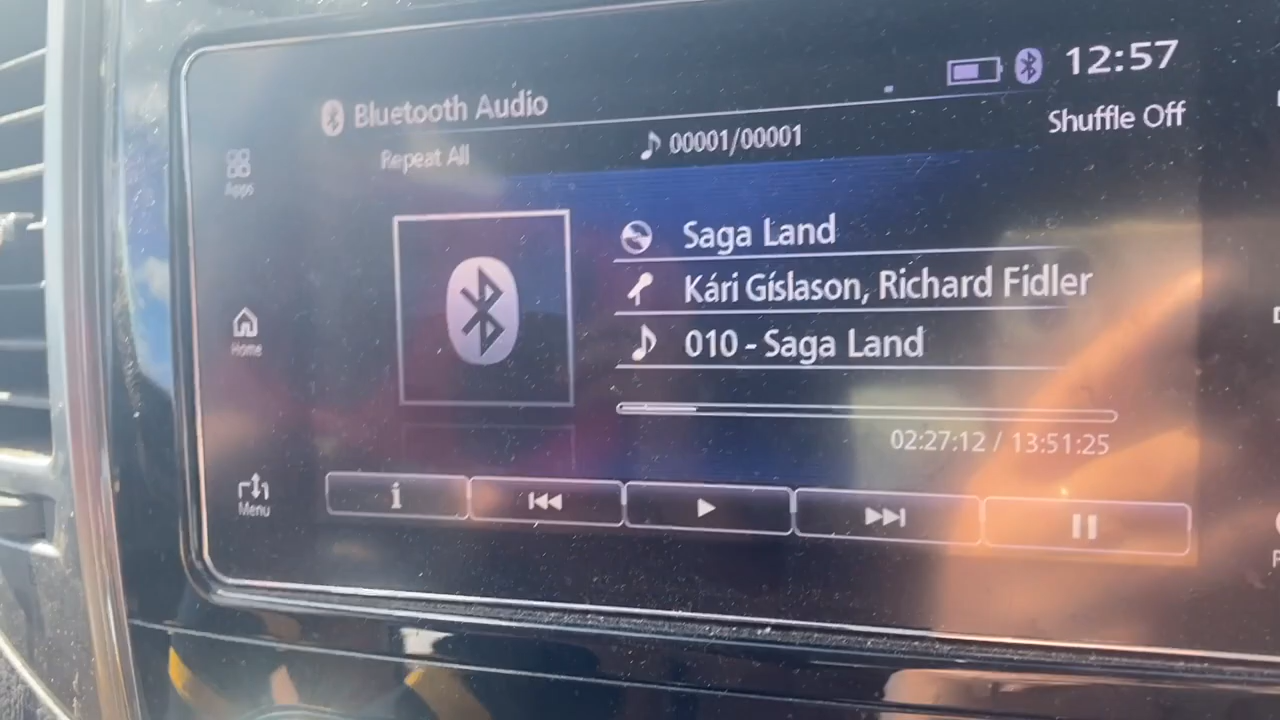 12:57
Bluetooth Audio
Repeat All
00001/00001
Shuffle Off
Apps
Saga Land
Kári Gíslason, Richard Fidler
010 - Saga Land
Home
02:27:12 / 13:51:25
Menu
i